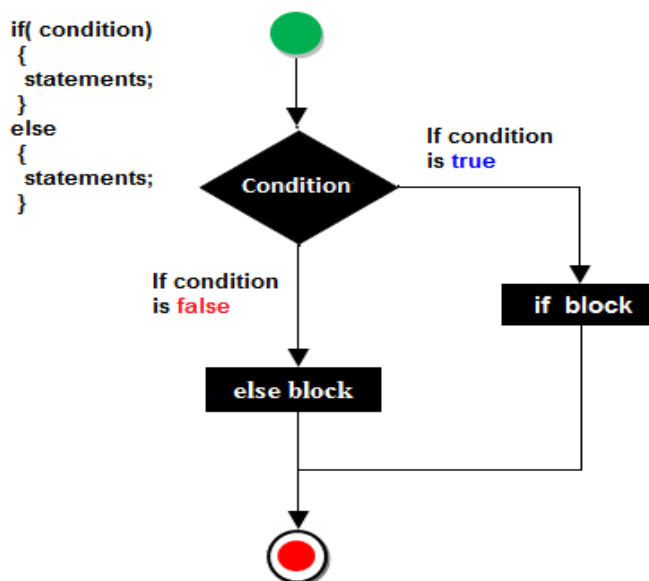 if( condition)
{
statements;
}
else
{
statements;
}
Condition
If condition
is true
If condition
is false
if block
else block